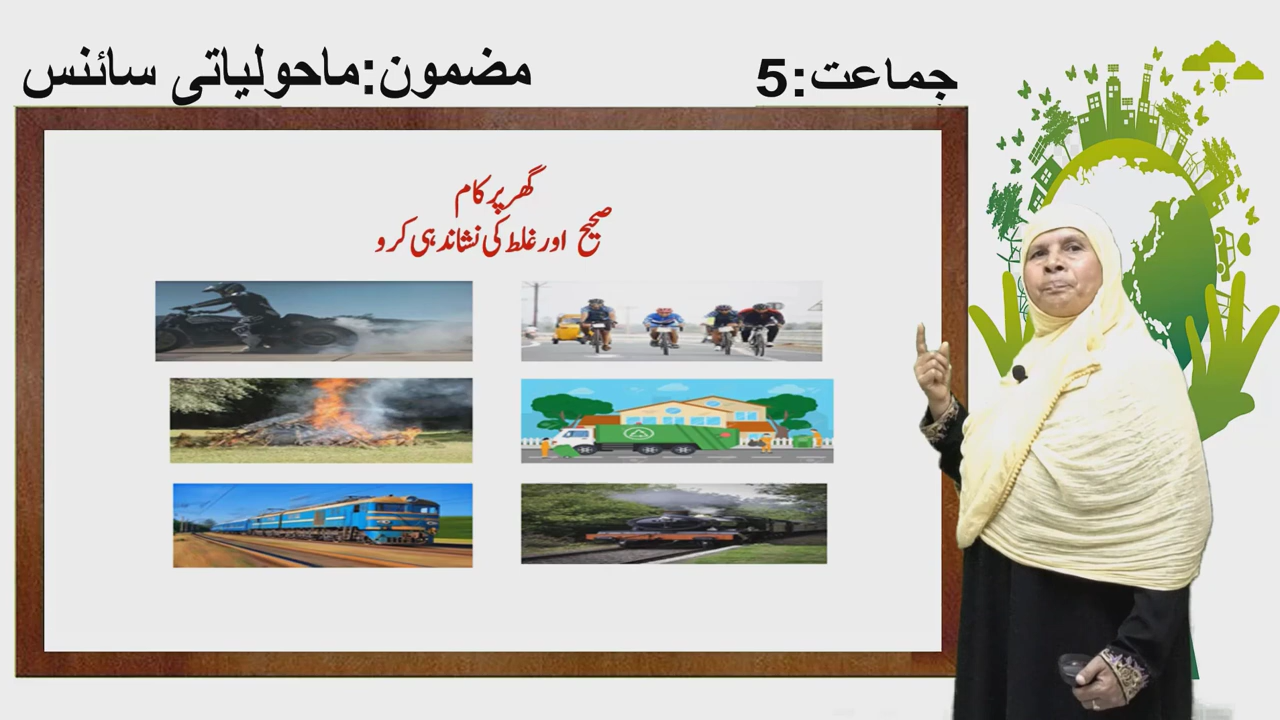 جماعت:5
مضمون:ماحولیاتی سائنس
گھر پر کام
صحیح اور غلط کی نشاندہی کرو